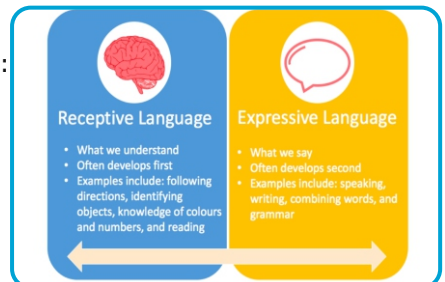 :
Receptive Language
• What we understand
• Often develops first
• Examples include: following
directions, identifying
objects, knowledge of colours
and numbers, and reading
Expressive Language
• What we say
• Often develops second
• Examples include: speaking,
writing, combining words, and
grammar